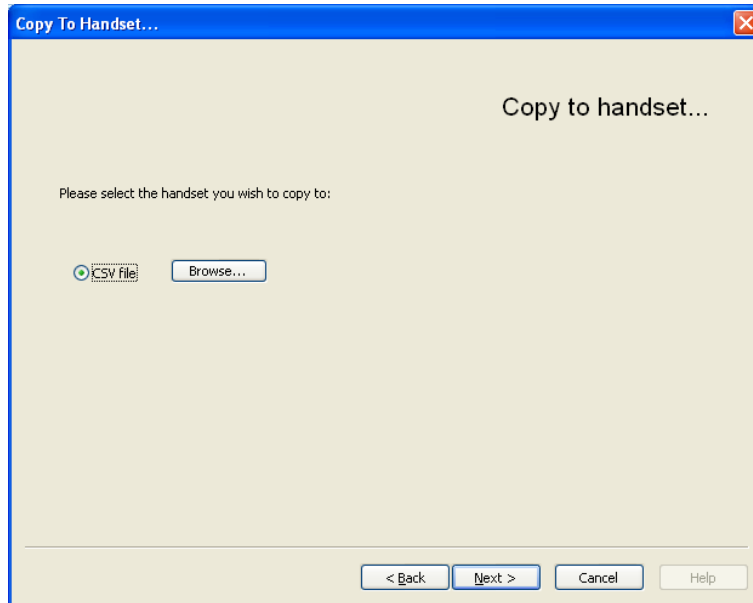 Copy To Handset...
Copy to handset...
Please select the handset you wish to copy to:
CSV file Browse...
< Back Next > Cancel Help